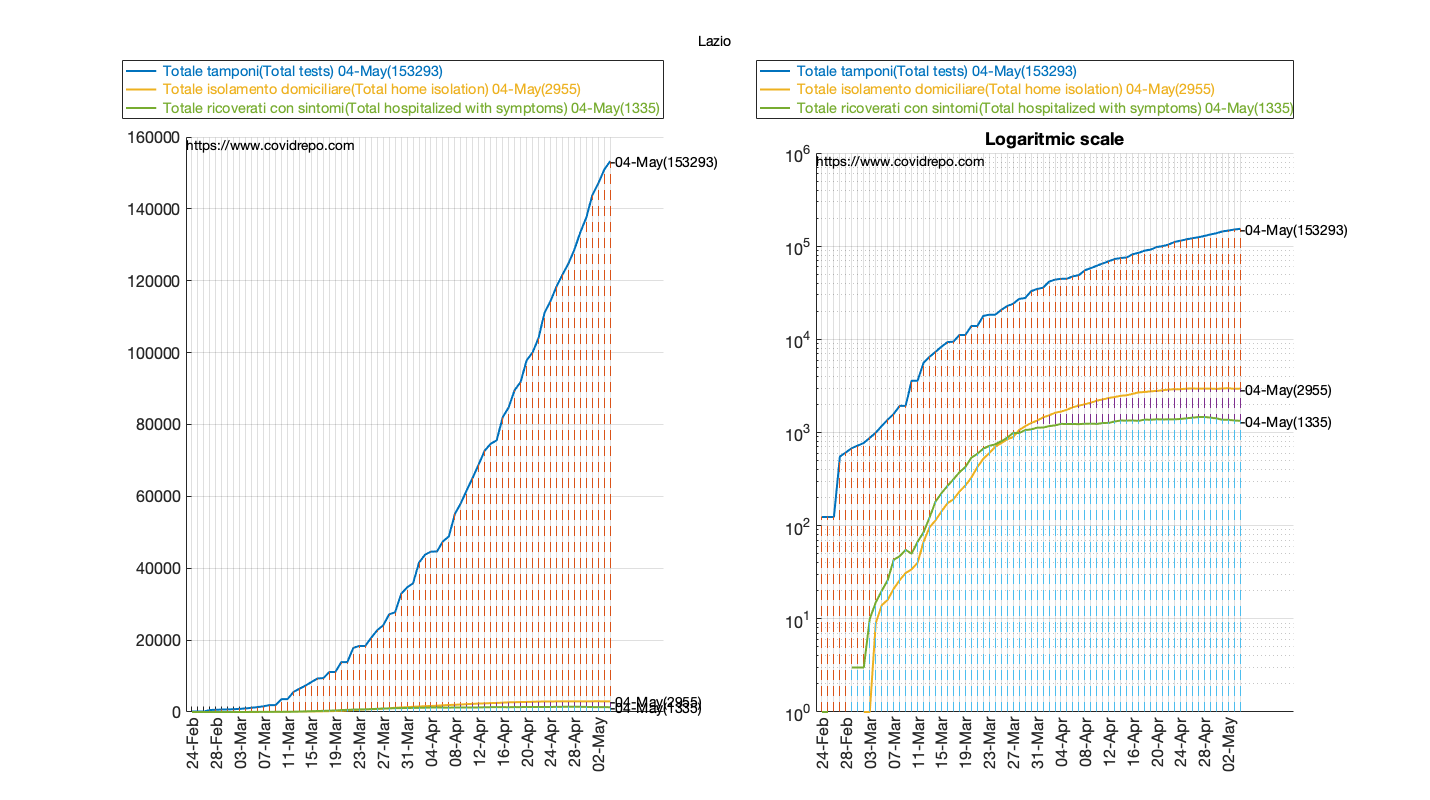 Lazio
Totale tamponi(Total tests) 04-May(153293)
Totale isolamento domiciliare(Total home isolation) 04-May(2955)
Totale ricoverati con sintomi(Total hospitalized with symptoms) 04-May(1335)
160000
140000
120000
100000
80000
60000
40000
20000
0
https://www.covidrepo.com
04-May(153293)
04-May(2955)
04-May(1335)
24-Feb
28-Feb
03-Mar
07-Mar
11-Mar
15-Mar
19-Mar
23-Mar
27-Mar
31-Mar
04-Apr
08-Apr
12-Apr
16-Apr
20-Apr
24-Apr
28-Apr
02-May
Totale tamponi(Total tests) 04-May(153293)
Totale isolamento domiciliare(Total home isolation) 04-May(2955)
Totale ricoverati con sintomi(Total hospitalized with symptoms) 04-May(1335)
Logaritmic scale
10^6
10^5
10^4
10^3
10^2
10^1
10^0
https://www.covidrepo.com
04-May(153293)
04-May(2955)
04-May(1335)
24-Feb
28-Feb
03-Mar
07-Mar
11-Mar
15-Mar
19-Mar
23-Mar
27-Mar
31-Mar
04-Apr
08-Apr
12-Apr
16-Apr
20-Apr
24-Apr
28-Apr
02-May